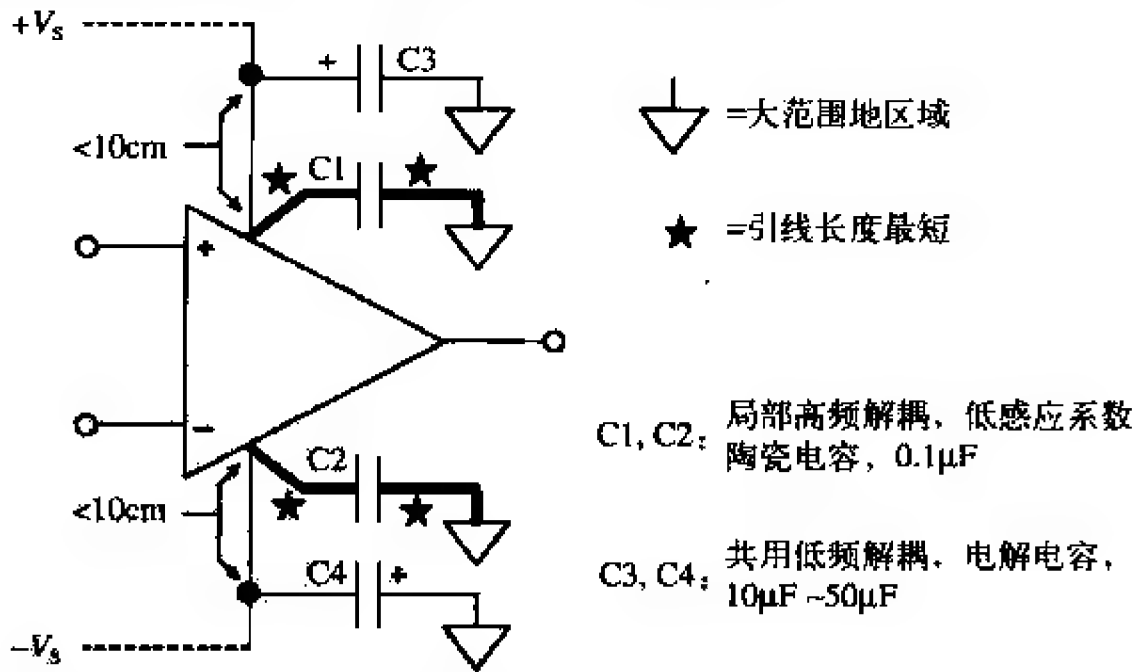 +Vs
+ C3
=大范围地区域
<10cm
C1
=引线长度最短
+
−
C1, C2: 局部高频解耦，低感应系数
陶瓷电容，0.1μF
C2
<10cm
C3, C4: 共用低频解耦，电解电容，
10μF ~50μF
C4 +
−Vs